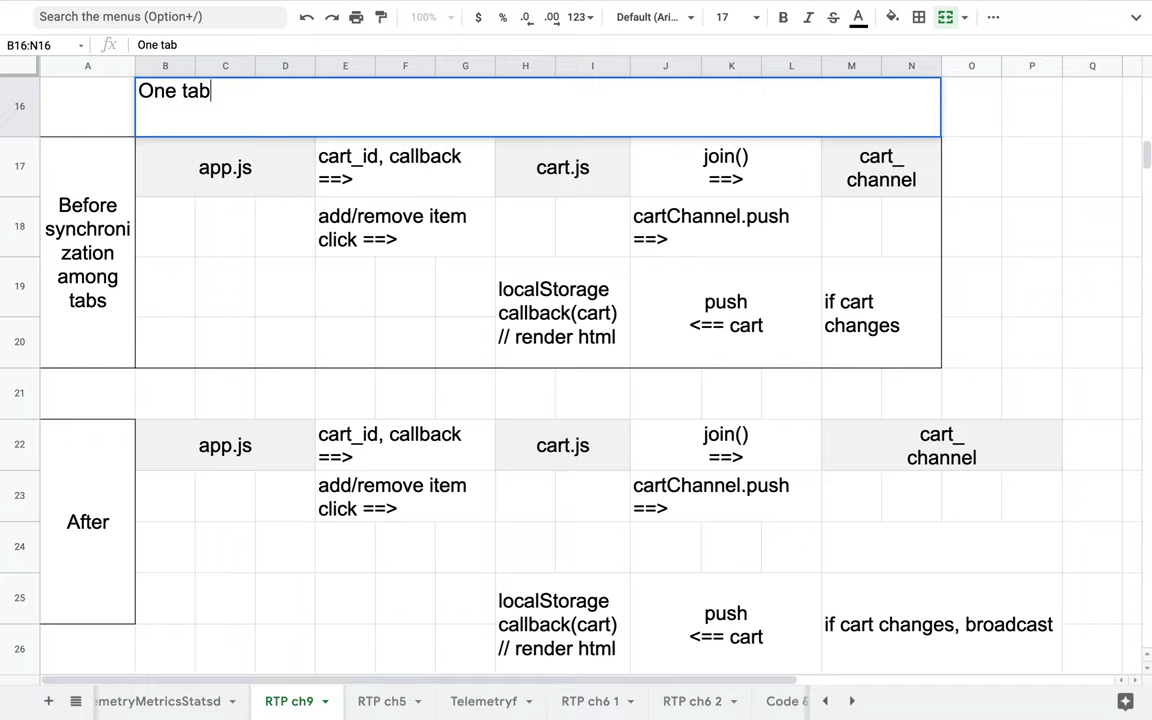 Search the menus (Option+/)
100%
$ % .0 .00 123
Default (Ari...
17
B I S A
B16:N16
fx One tab
A B C D E F G H I J K L M N O P Q
16 One tab
17 app.js
cart_id, callback
==>
cart.js
join()
==>
cart_
channel
Before
synchroni
zation
among
tabs
18
add/remove item
click ==>
cartChannel.push
==>
19
localStorage
callback(cart)
// render html
push
<== cart
if cart
changes
20
21
22 app.js
cart_id, callback
==>
cart.js
join()
==>
cart_
channel
23
add/remove item
click ==>
cartChannel.push
==>
After
24
25
localStorage
callback(cart)
// render html
push
<== cart
if cart changes, broadcast
26
emetryMetricsStatsd RTP ch9 RTP ch5 Telemetryf RTP ch6 1 RTP ch6 2 Code &